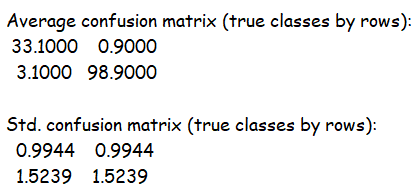 Average confusion matrix (true classes by rows):
33.1000 0.9000
3.1000 98.9000
Std. confusion matrix (true classes by rows):
0.9944 0.9944
1.5239 1.5239